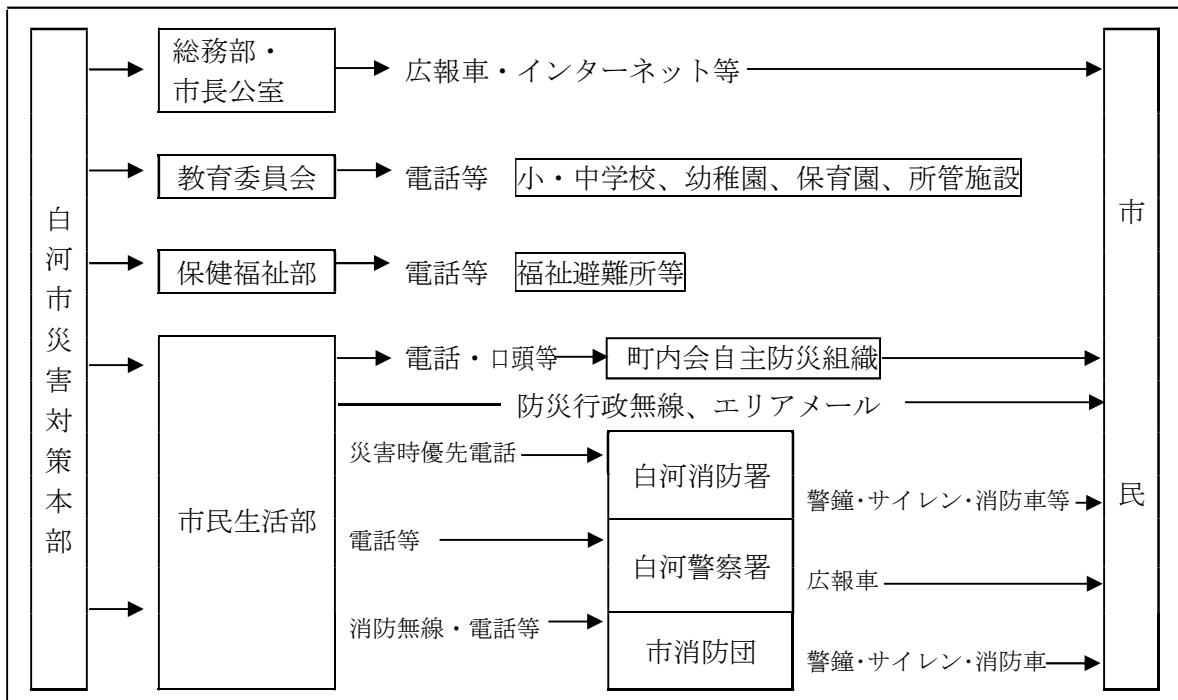 白河市災害対策本部
総務部・
市長公室
広報車・インターネット等
教育委員会
電話等
小・中学校、幼稚園、保育園、所管施設
保健福祉部
電話等
福祉避難所等
市民生活部
電話・口頭等
町内会自主防災組織
防災行政無線、エリアメール
災害時優先電話
白河消防署
警鐘・サイレン・消防車等
電話等
白河警察署
広報車
消防無線・電話等
市消防団
警鐘・サイレン・消防車
市民